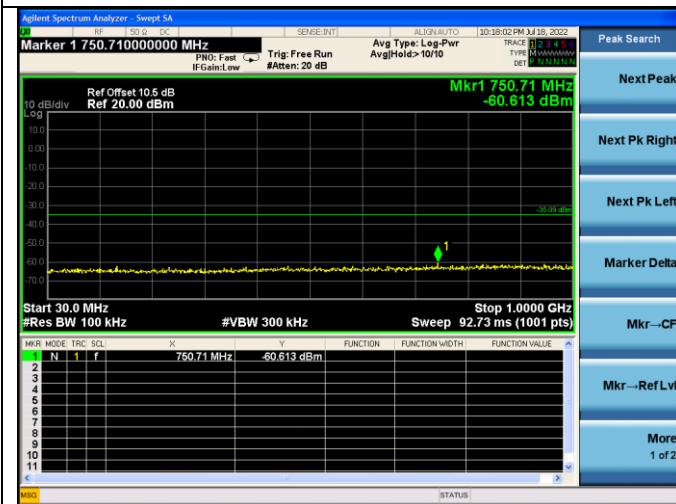 Agilent Spectrum Analyzer - Swept SA
LXI RF 50 Ω DC SENSE:INT ALIGN AUTO 10:18:02 PM Jul 18, 2022
Marker 1 750.710000000 MHz
PNO: Fast
IFGain:Low
Trig: Free Run
#Atten: 20 dB
Avg Type: Log-Pwr
Avg|Hold:> 10/10
TRACE 1 2 3 4 5 6
TYPE M WWWWW
DET P N N N N N
Peak Search
Ref Offset 10.5 dB
Ref 20.00 dBm
10 dB/div
Log
Mkr1 750.71 MHz
-60.613 dBm
10.0
0.00
-10.0
-20.0
-30.0
-40.0
-50.0
-60.0
-70.0
-35.09 dBm
1
Start 30.0 MHz
Stop 1.0000 GHz
#Res BW 100 kHz
#VBW 300 kHz
Sweep 92.73 ms (1001 pts)
MKR MODE TRC SCL X Y FUNCTION FUNCTION WIDTH FUNCTION VALUE
1 N 1 f 750.71 MHz -60.613 dBm
2
3
4
5
6
7
8
9
10
11
MSG
STATUS
Next Peak
Next Pk Right
Next Pk Left
Marker Delta
Mkr→CF
Mkr→Ref Lvl
More
1 of 2